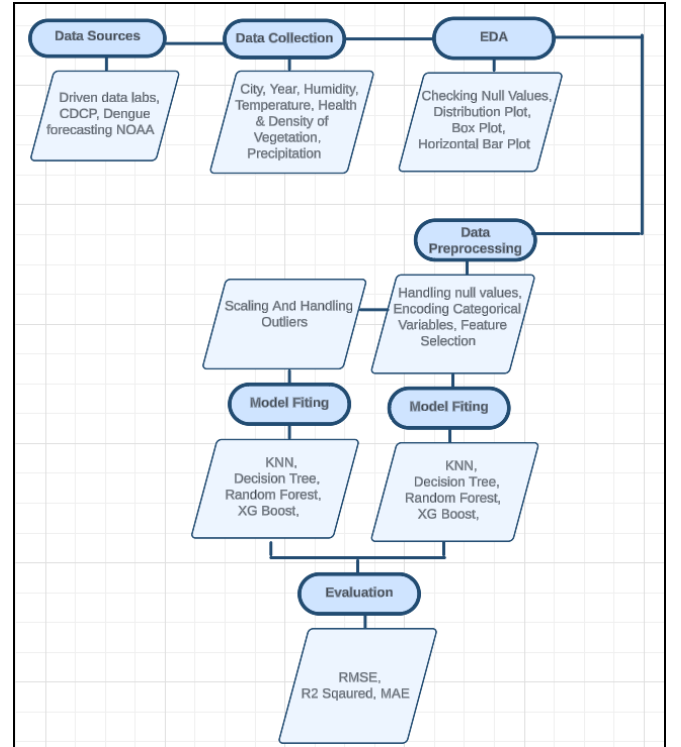 Data Sources
Data Collection
EDA
Driven data labs,
CDCP, Dengue
forecasting NOAA
City, Year, Humidity,
Temperature, Health
& Density of
Vegetation,
Precipitation
Checking Null Values,
Distribution Plot,
Box Plot,
Horizontal Bar Plot
Data
Preprocessing
Handling null values,
Encoding Categorical
Variables, Feature
Selection
Scaling And Handling
Outliers
Model Fiting
Model Fiting
KNN,
Decision Tree,
Random Forest,
XG Boost,
KNN,
Decision Tree,
Random Forest,
XG Boost,
Evaluation
RMSE,
R2 Sqaured, MAE